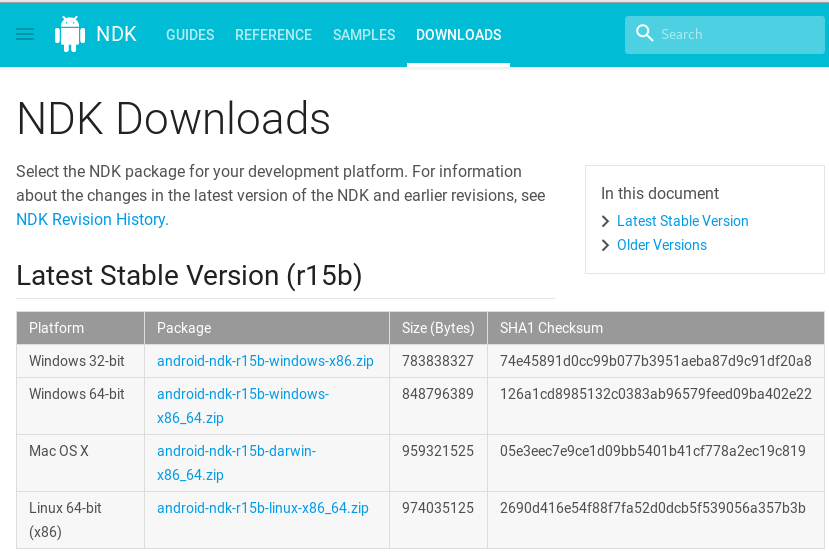 NDK GUIDES REFERENCE SAMPLES DOWNLOADS Search
NDK Downloads
Select the NDK package for your development platform. For information
about the changes in the latest version of the NDK and earlier revisions, see
NDK Revision History.
In this document
Latest Stable Version
Older Versions
Latest Stable Version (r15b)
Platform Package Size (Bytes) SHA1 Checksum
Windows 32-bit android-ndk-r15b-windows-x86.zip 783838327 74e45891d0cc99b077b3951aeba87d9c91df20a8
Windows 64-bit android-ndk-r15b-windows- 848796389 126a1cd8985132c0383ab96579feed09ba402e22
x86_64.zip
Mac OS X android-ndk-r15b-darwin- 959321525 05e3eec7e9ce1d09bb5401b41cf778a2ec19c819
x86_64.zip
Linux 64-bit android-ndk-r15b-linux-x86_64.zip 974035125 2690d416e54f88f7fa52d0dcb5f539056a357b3b
(x86)